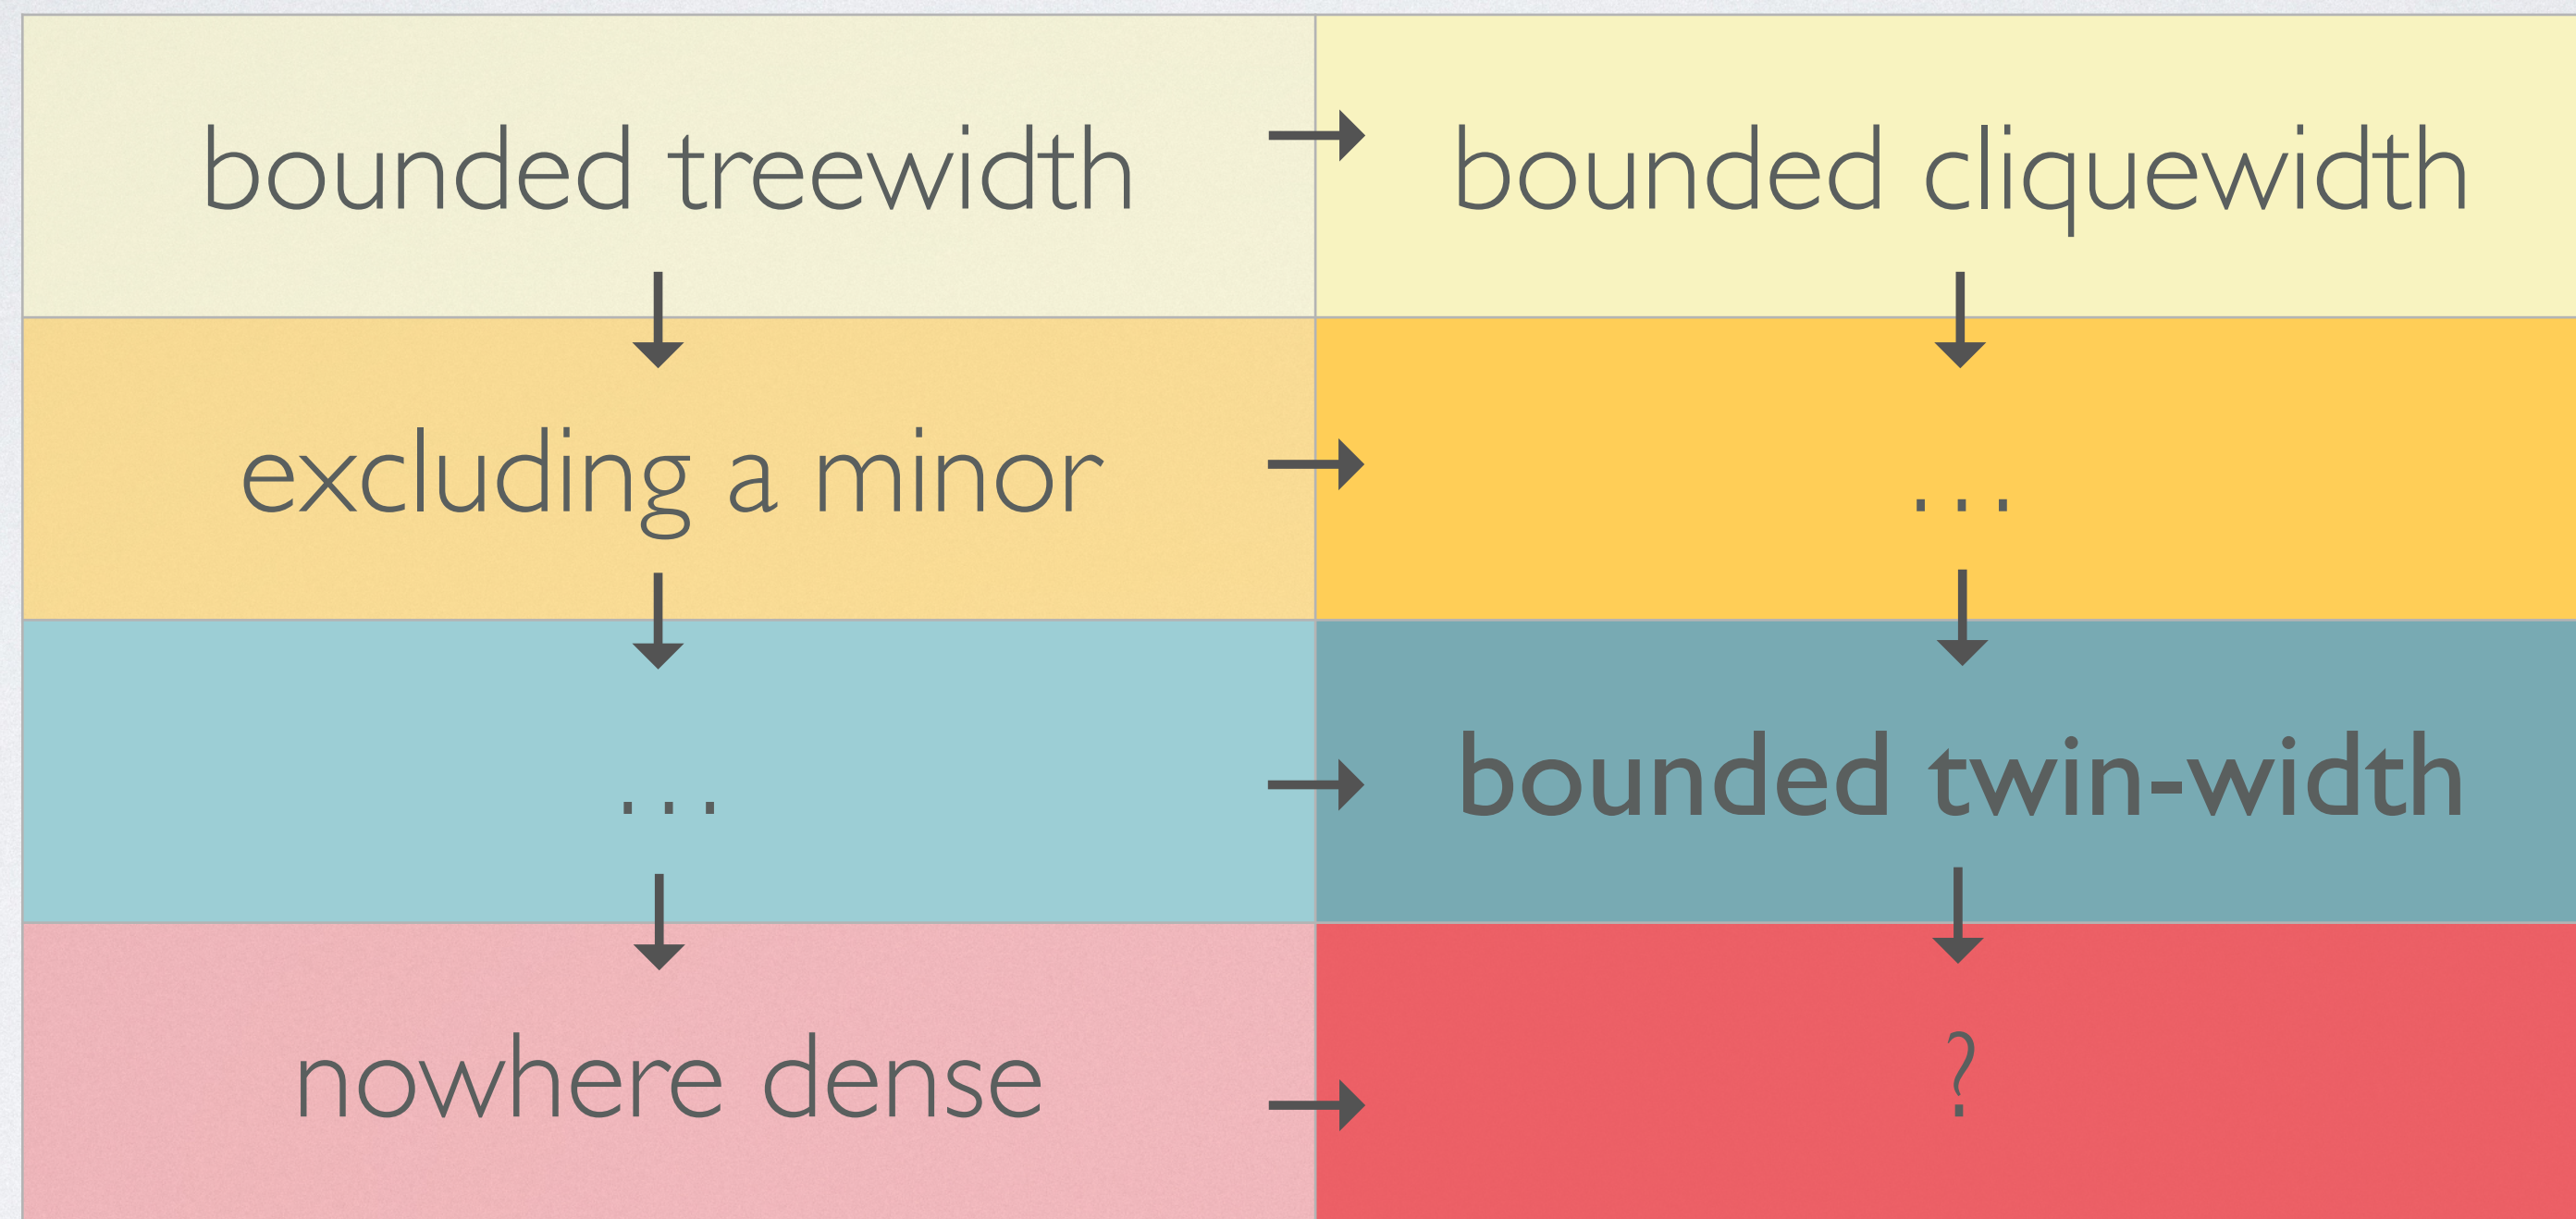 bounded treewidth
bounded cliquewidth
excluding a minor
...
...
bounded twin-width
nowhere dense
?